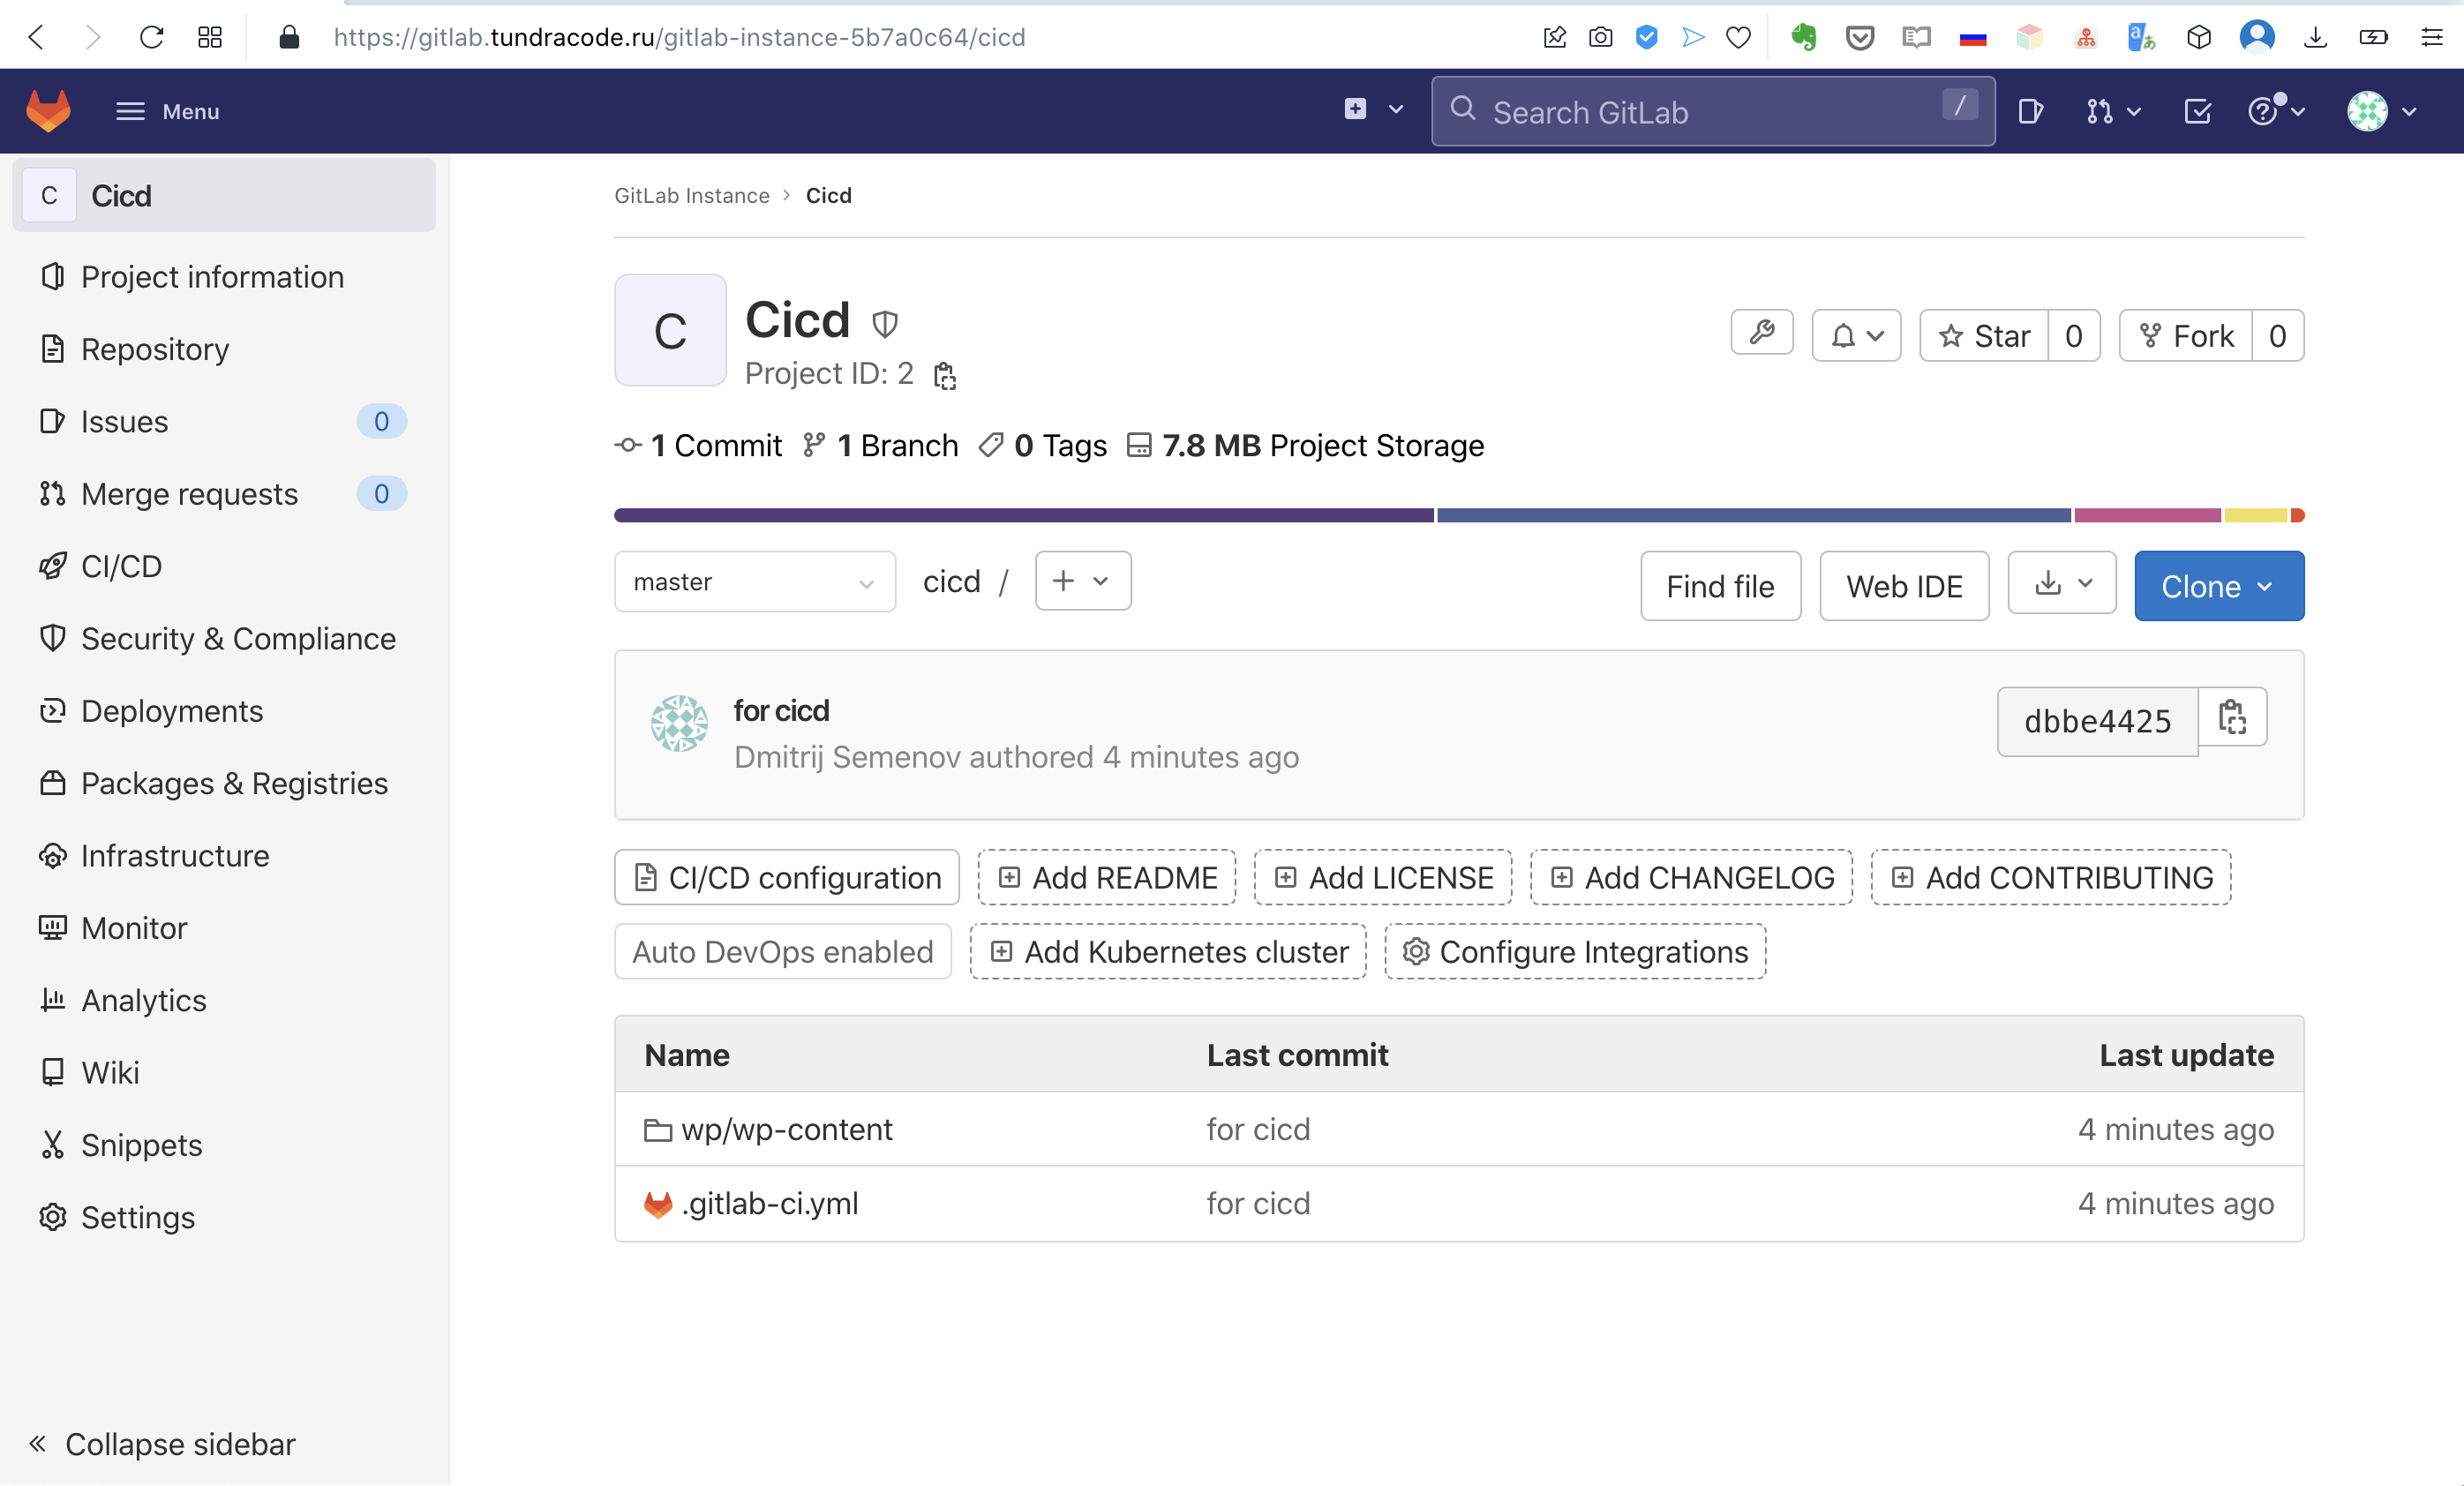 https://gitlab.tundracode.ru/gitlab-instance-5b7a0c64/cicd
Menu
Search GitLab
/
C Cicd
Project information
Repository
Issues 0
Merge requests 0
CI/CD
Security & Compliance
Deployments
Packages & Registries
Infrastructure
Monitor
Analytics
Wiki
Snippets
Settings
Collapse sidebar
GitLab Instance > Cicd
C
Cicd
Project ID: 2
Star 0
Fork 0
1 Commit 1 Branch 0 Tags 7.8 MB Project Storage
master
cicd /
Find file
Web IDE
Clone
for cicd
Dmitrij Semenov authored 4 minutes ago
dbbe4425
CI/CD configuration
Add README
Add LICENSE
Add CHANGELOG
Add CONTRIBUTING
Auto DevOps enabled
Add Kubernetes cluster
Configure Integrations
Name Last commit Last update
wp/wp-content for cicd 4 minutes ago
.gitlab-ci.yml for cicd 4 minutes ago